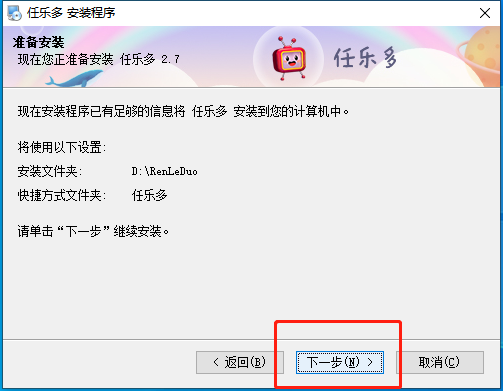 任乐多 安装程序
准备安装
现在您正准备安装 任乐多 2.7
任乐多
现在安装程序已有足够的信息将 任乐多 安装到您的计算机中。
将使用以下设置:
安装文件夹: D:\RenLeDuo
快捷方式文件夹: 任乐多
请单击“下一步”继续安装。
< 返回(B) 下一步(N) > 取消(C)